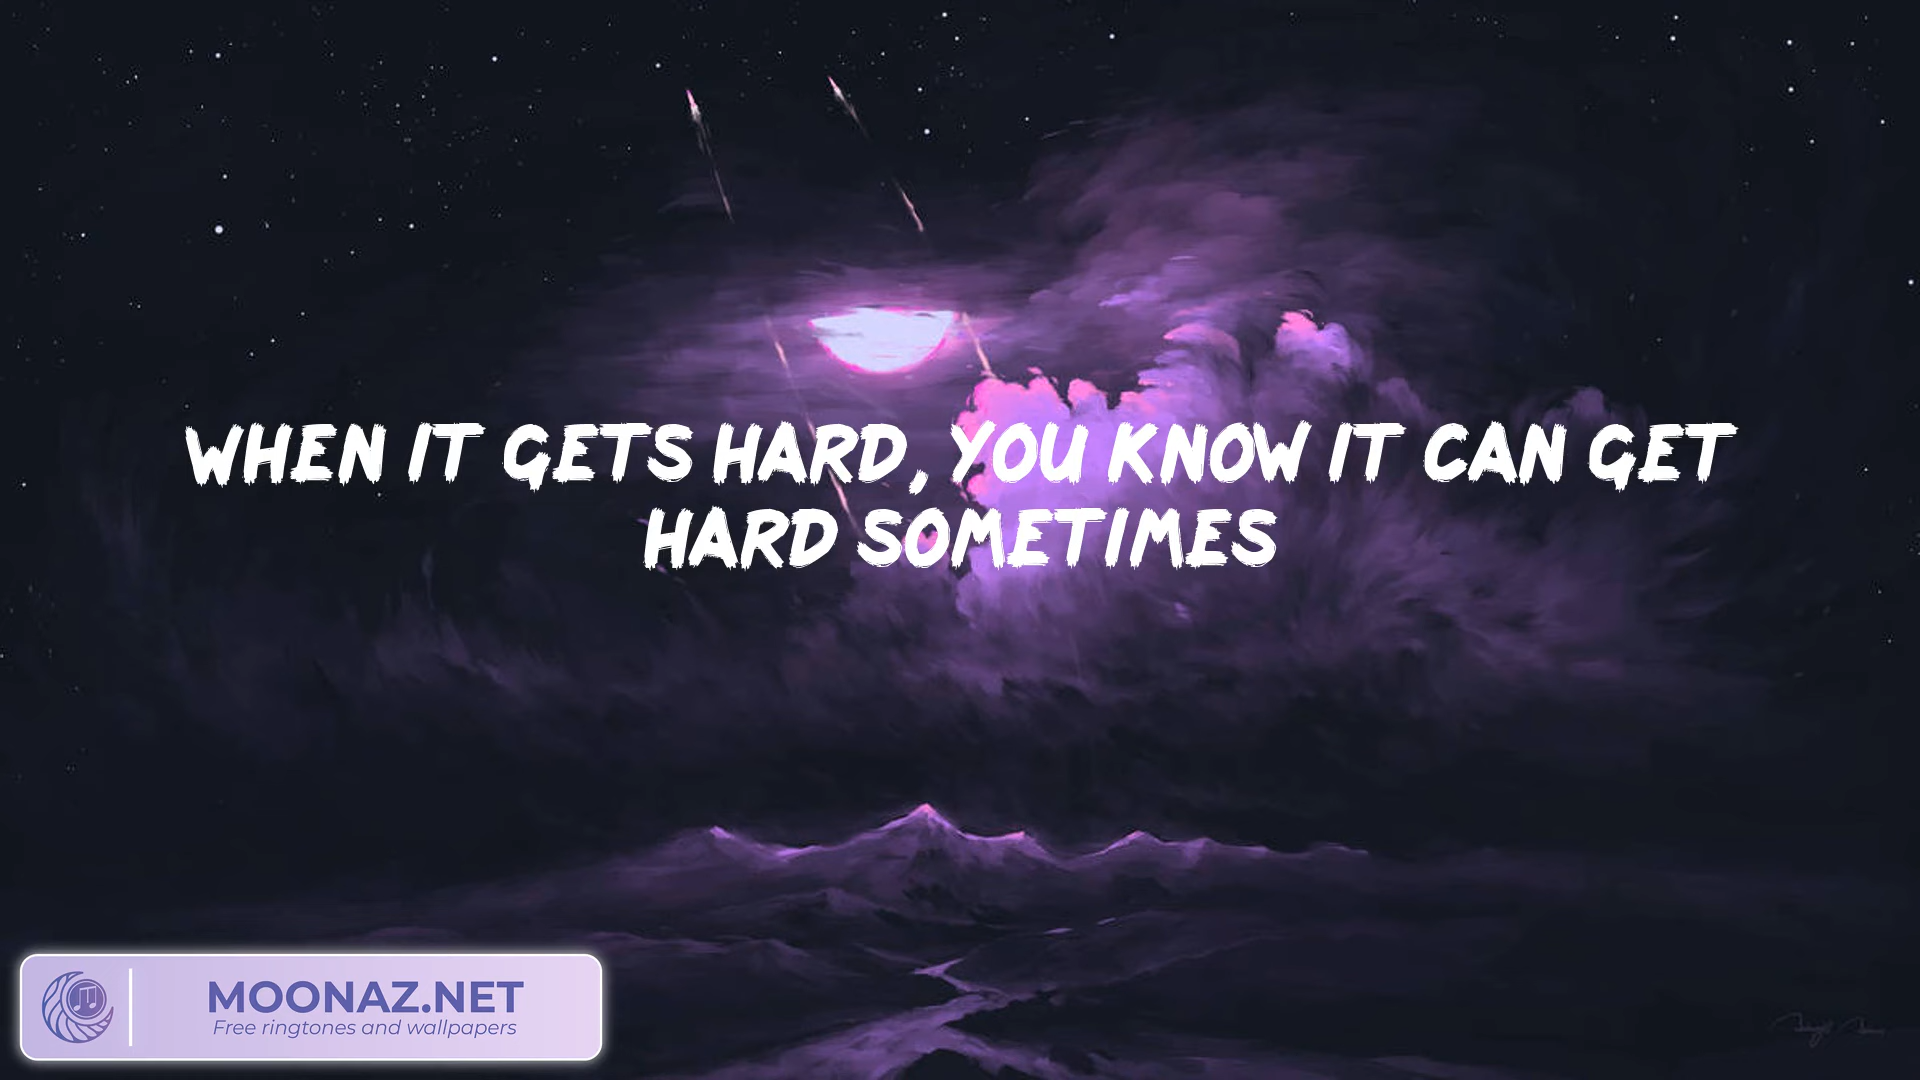 WHEN IT GETS HARD, YOU KNOW IT CAN GET
HARD SOMETIMES
MOONAZ.NET
Free ringtones and wallpapers